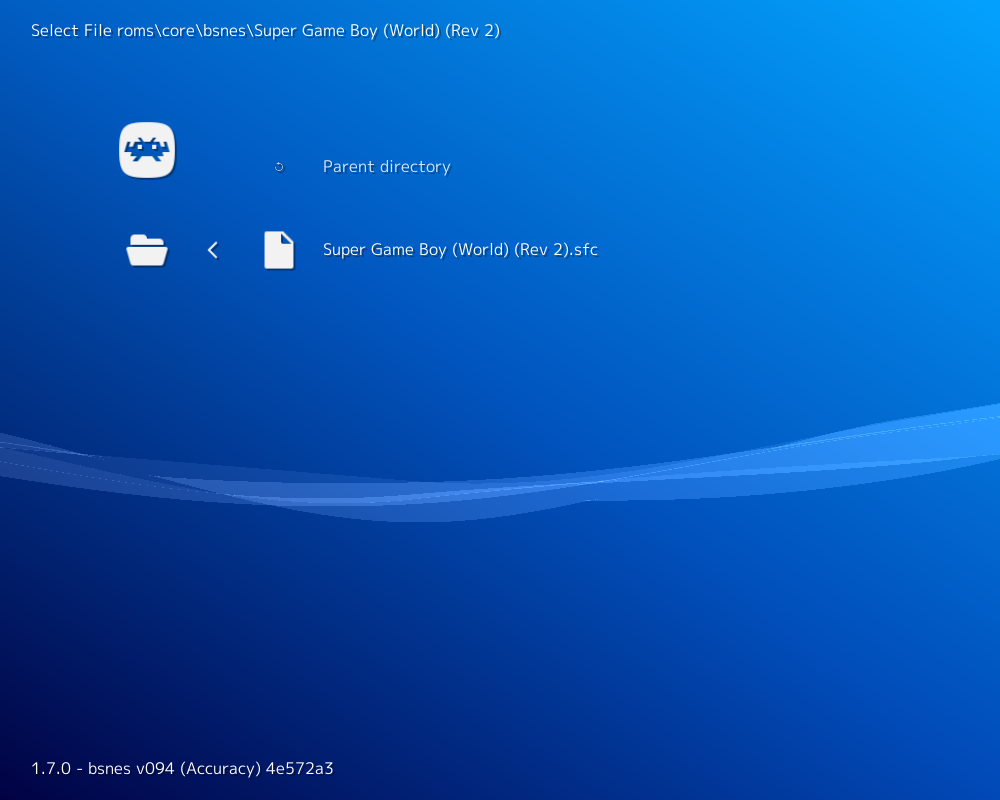 Select File roms\core\bsnes\Super Game Boy (World) (Rev 2)
Parent directory
Super Game Boy (World) (Rev 2).sfc
1.7.0 - bsnes v094 (Accuracy) 4e572a3